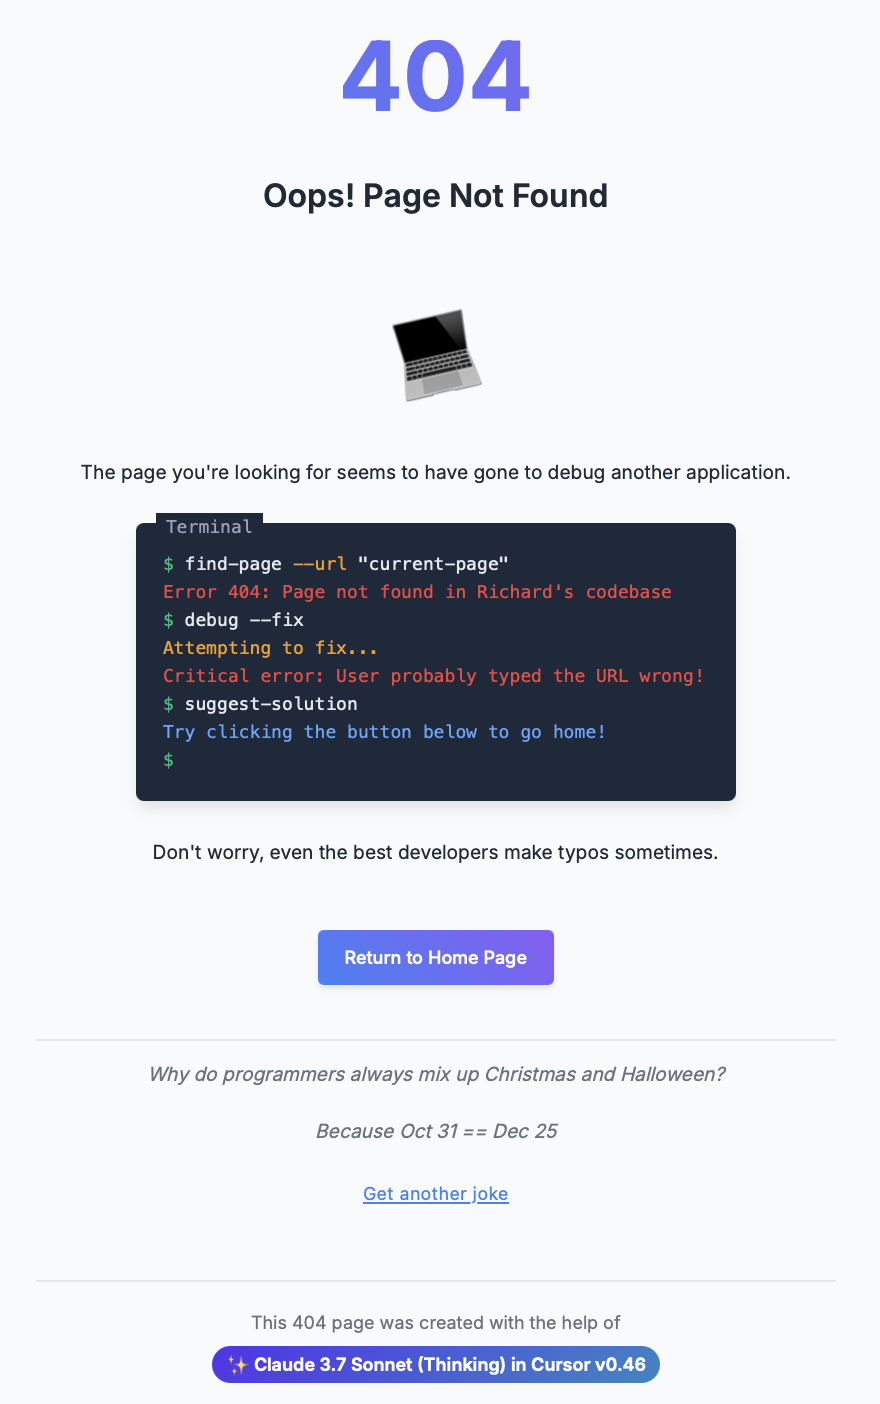 404
Oops! Page Not Found
The page you're looking for seems to have gone to debug another application.
Terminal
$ find-page --url "current-page"
Error 404: Page not found in Richard's codebase
$ debug --fix
Attempting to fix...
Critical error: User probably typed the URL wrong!
$ suggest-solution
Try clicking the button below to go home!
$
Don't worry, even the best developers make typos sometimes.
Return to Home Page
Why do programmers always mix up Christmas and Halloween?
Because Oct 31 == Dec 25
Get another joke
This 404 page was created with the help of
✨ Claude 3.7 Sonnet (Thinking) in Cursor v0.46